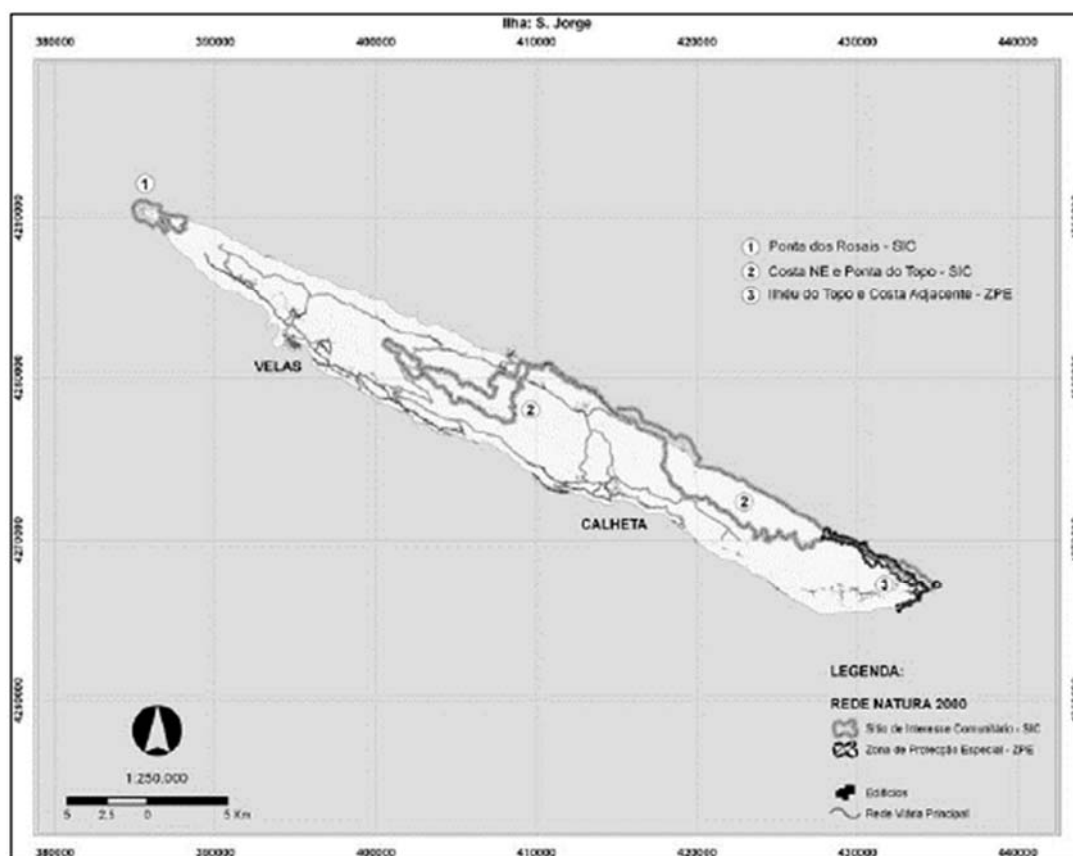 Ilha: S. Jorge
380000 390000 400000 410000 420000 430000 440000
1
1 Ponta dos Rosais - SIC
2 Costa NE e Ponta do Topo - SIC
3 Ilhéu do Topo e Costa Adjacente - ZPE
VELAS
2
2
CALHETA
3
LEGENDA:
REDE NATURA 2000
Sítio de Interesse Comunitário - SIC
Zona de Protecção Especial - ZPE
Edifícios
Rede Viária Principal
1:250.000
5 2,5 0 5 Km
380000 390000 400000 410000 420000 430000 440000